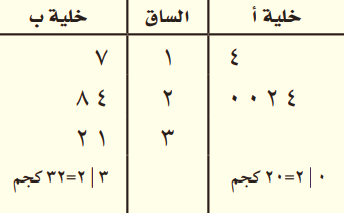 خلية أ الساق خلية ب
٤ ١ ٧
٤ ٢ ٠ ٠ ٢ ٤ ٨
٣ ١ ٢
٠ | ٢=٢٠ كجم ٣ | ٢=٣٢ كجم